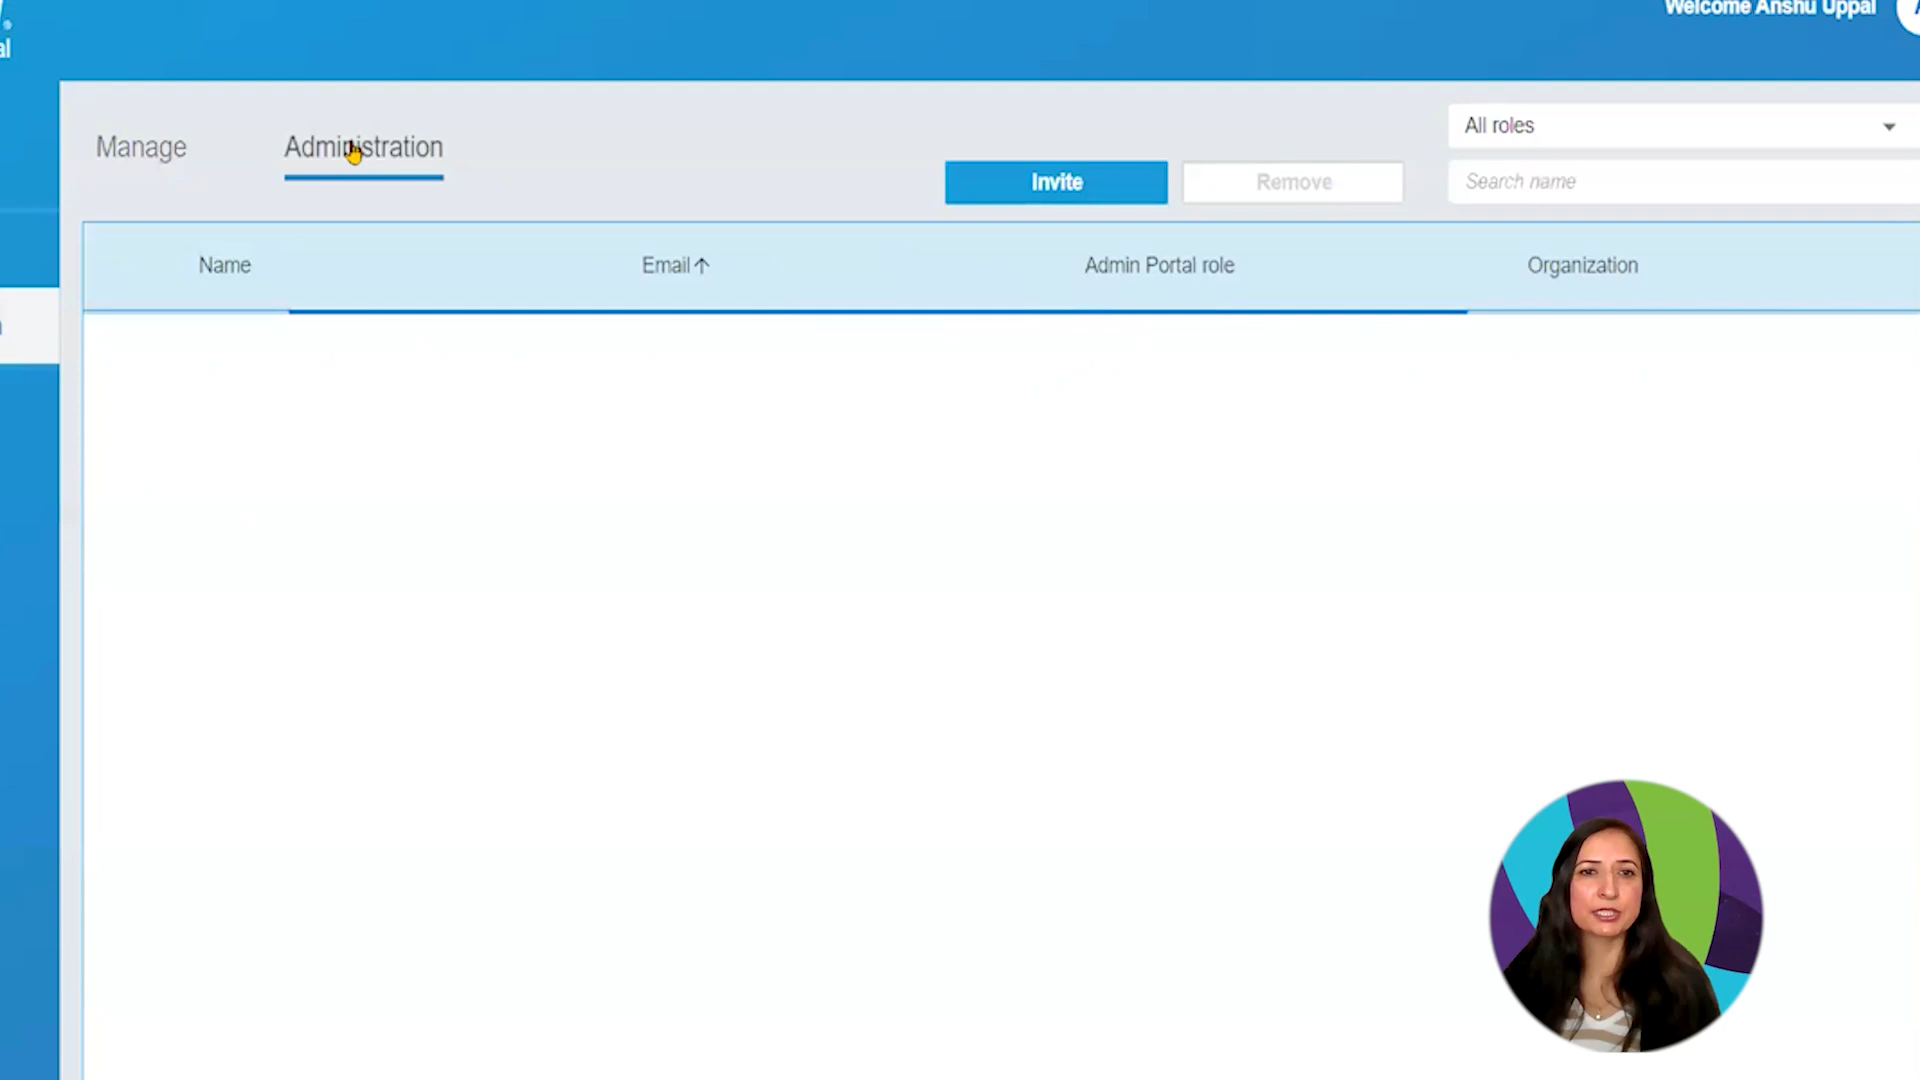 Welcome Anshu Uppal
Manage
Administration
All roles
Invite
Remove
Search name
Name
Email
Admin Portal role
Organization